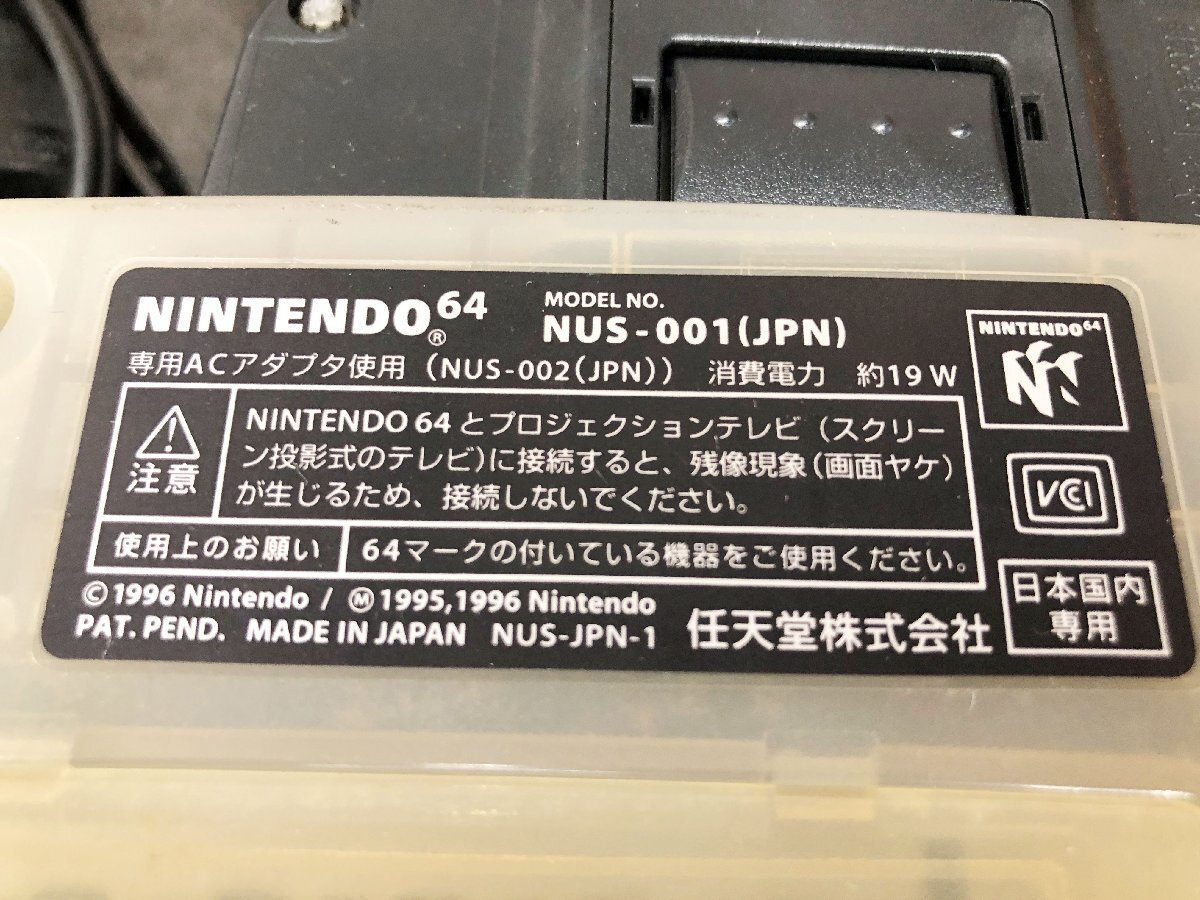 NINTENDO®64 MODEL NO. NUS-001(JPN)
専用ACアダプタ使用 (NUS-002(JPN)) 消費電力 約19W
NINTENDO64
注意
NINTENDO 64とプロジェクションテレビ(スクリー
ン投影式のテレビ)に接続すると、残像現象(画面ヤケ)
が生じるため、接続しないでください。
VCCI
使用上のお願い 64マークの付いている機器をご使用ください。
©1996 Nintendo / Ⓜ1995,1996 Nintendo
PAT. PEND. MADE IN JAPAN NUS-JPN-1 任天堂株式会社
日本国内
専用